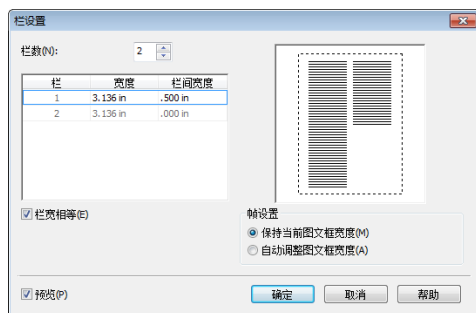 栏设置
栏数(N): 2
栏 宽度 栏间宽度
1 3.136 in .500 in
2 3.136 in .000 in
栏宽相等(E)
帧设置
保持当前图文框宽度(M)
自动调整图文框宽度(A)
预览(P) 确定 取消 帮助